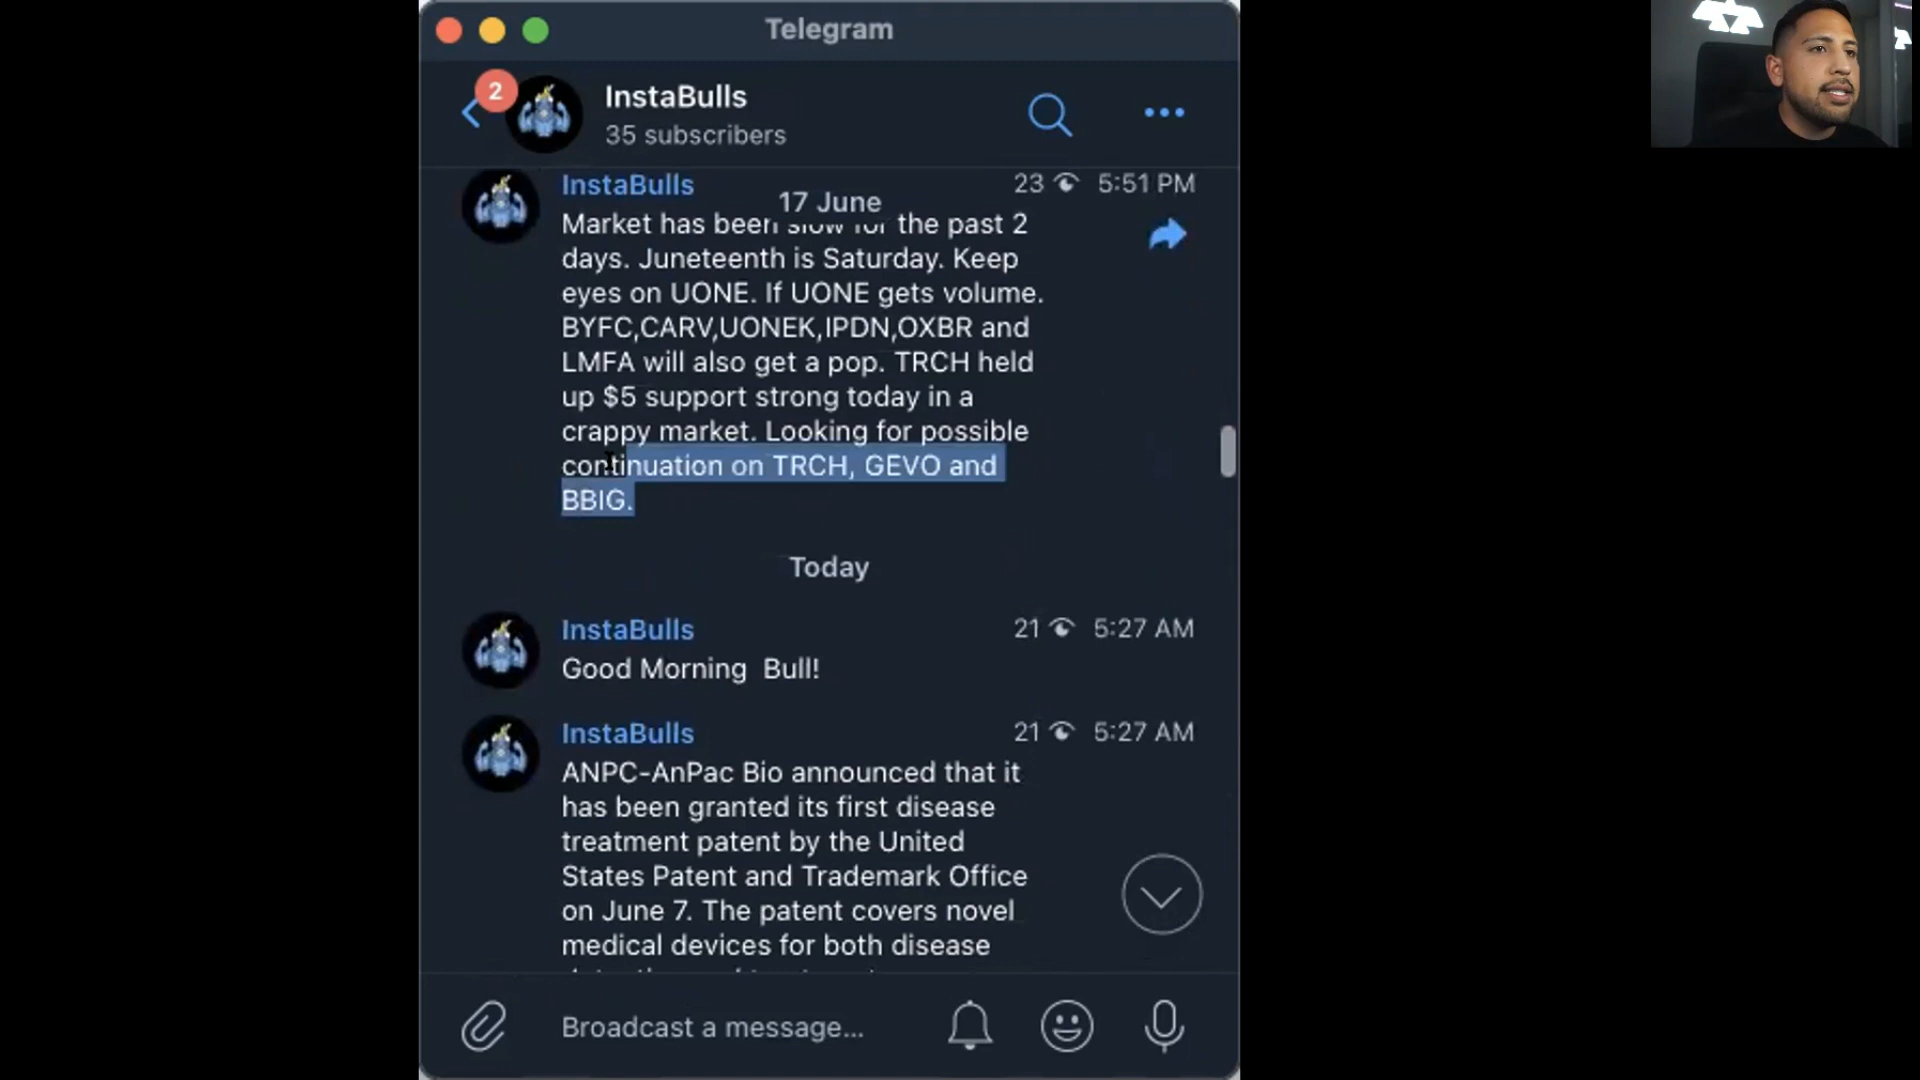 Telegram
2
InstaBulls
35 subscribers
InstaBulls
23
5:51 PM
17 June
Market has been slow for the past 2
days. Juneteenth is Saturday. Keep
eyes on UONE. If UONE gets volume.
BYFC,CARV,UONEK,IPDN,OXBR and
LMFA will also get a pop. TRCH held
up $5 support strong today in a
crappy market. Looking for possible
continuation on TRCH, GEVO and
BBIG.
Today
InstaBulls
21
5:27 AM
Good Morning  Bull!
InstaBulls
21
5:27 AM
ANPC-AnPac Bio announced that it
has been granted its first disease
treatment patent by the United
States Patent and Trademark Office
on June 7. The patent covers novel
medical devices for both disease
Broadcast a message...